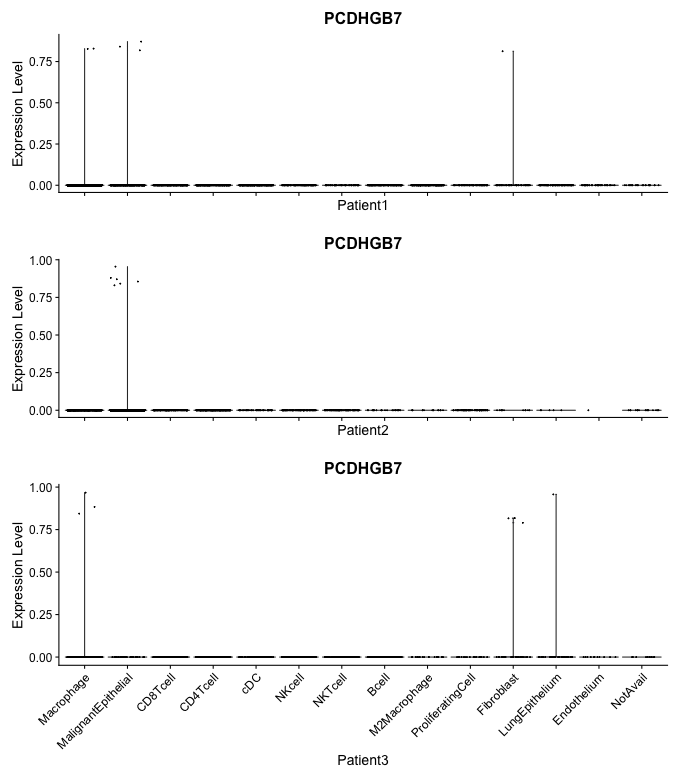 PCDHGB7
Expression Level
0.75
0.50
0.25
0.00
Patient1
PCDHGB7
Expression Level
1.00
0.75
0.50
0.25
0.00
Patient2
PCDHGB7
Expression Level
1.00
0.75
0.50
0.25
0.00
Macrophage
MalignantEpithelial
CD8Tcell
CD4Tcell
cDC
NKcell
NKTcell
Bcell
M2Macrophage
ProliferatingCell
Fibroblast
LungEpithelium
Endothelium
NotAvail
Patient3